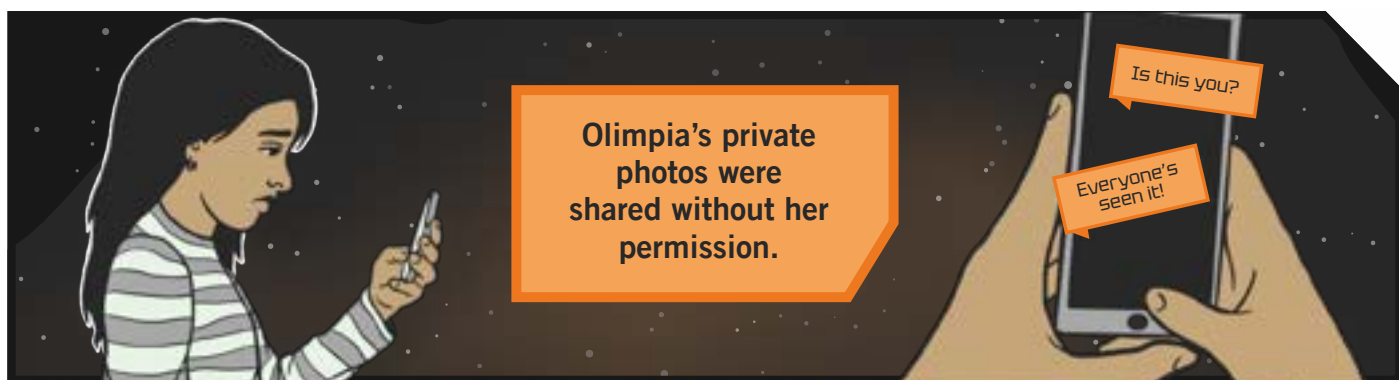 Olimpia’s private
photos were
shared without her
permission.
Is this you?
Everyone's
seen it!